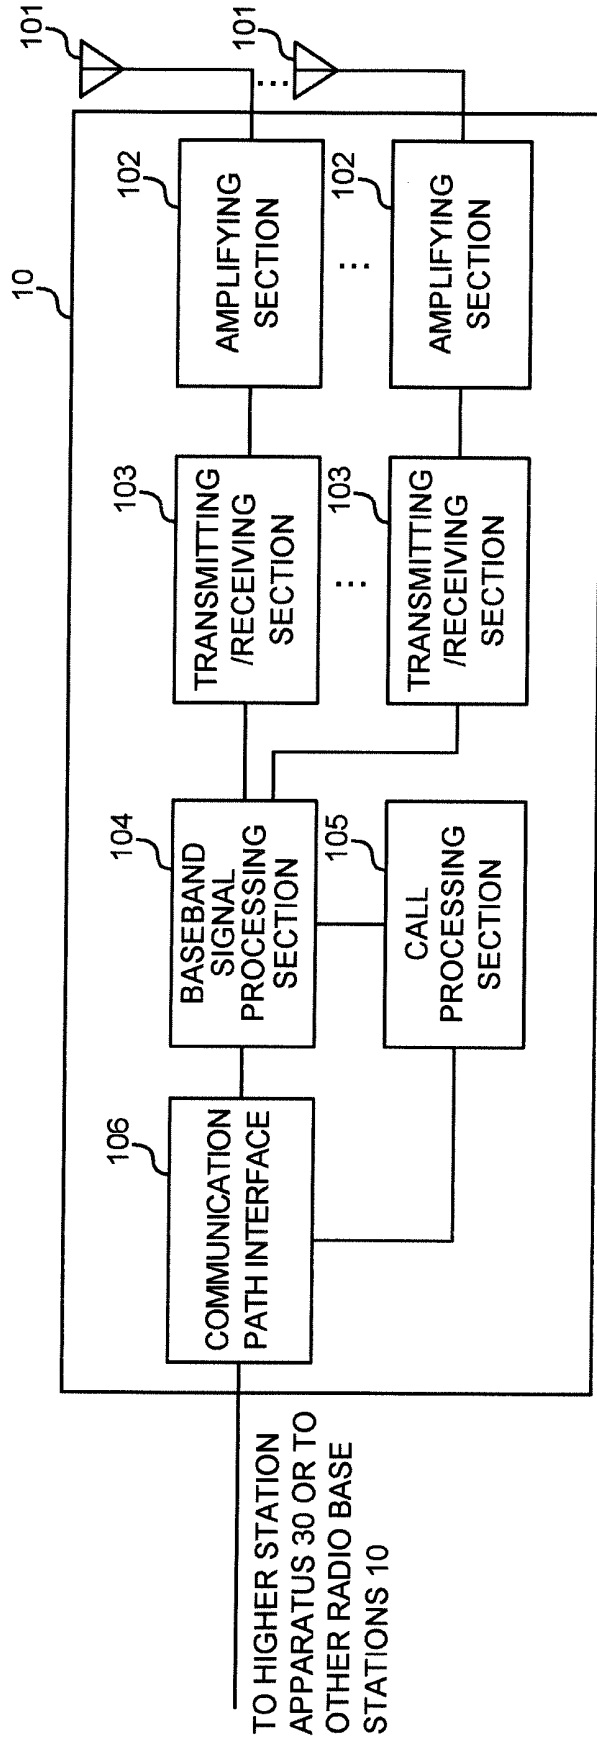 10
101
101
106
COMMUNICATION
PATH INTERFACE
104
BASEBAND
SIGNAL
PROCESSING
SECTION
103
TRANSMITTING
/RECEIVING
SECTION
102
AMPLIFYING
SECTION
105
CALL
PROCESSING
SECTION
103
TRANSMITTING
/RECEIVING
SECTION
102
AMPLIFYING
SECTION
TO HIGHER STATION
APPARATUS 30 OR TO
OTHER RADIO BASE
STATIONS 10